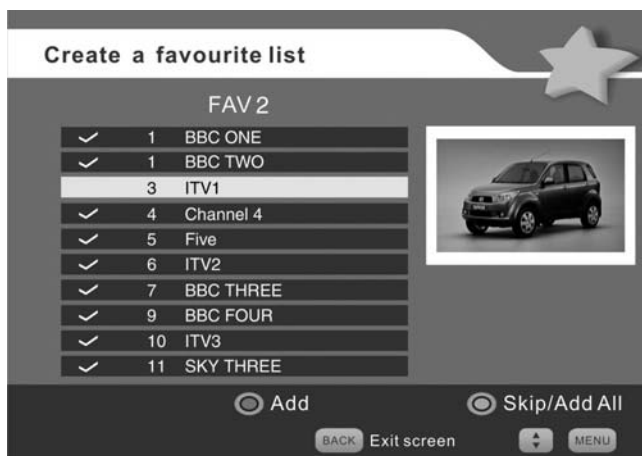 Create a favourite list
FAV 2
1 BBC ONE
1 BBC TWO
3 ITV1
4 Channel 4
5 Five
6 ITV2
7 BBC THREE
9 BBC FOUR
10 ITV3
11 SKY THREE
Add Skip/Add All
BACK Exit screen MENU